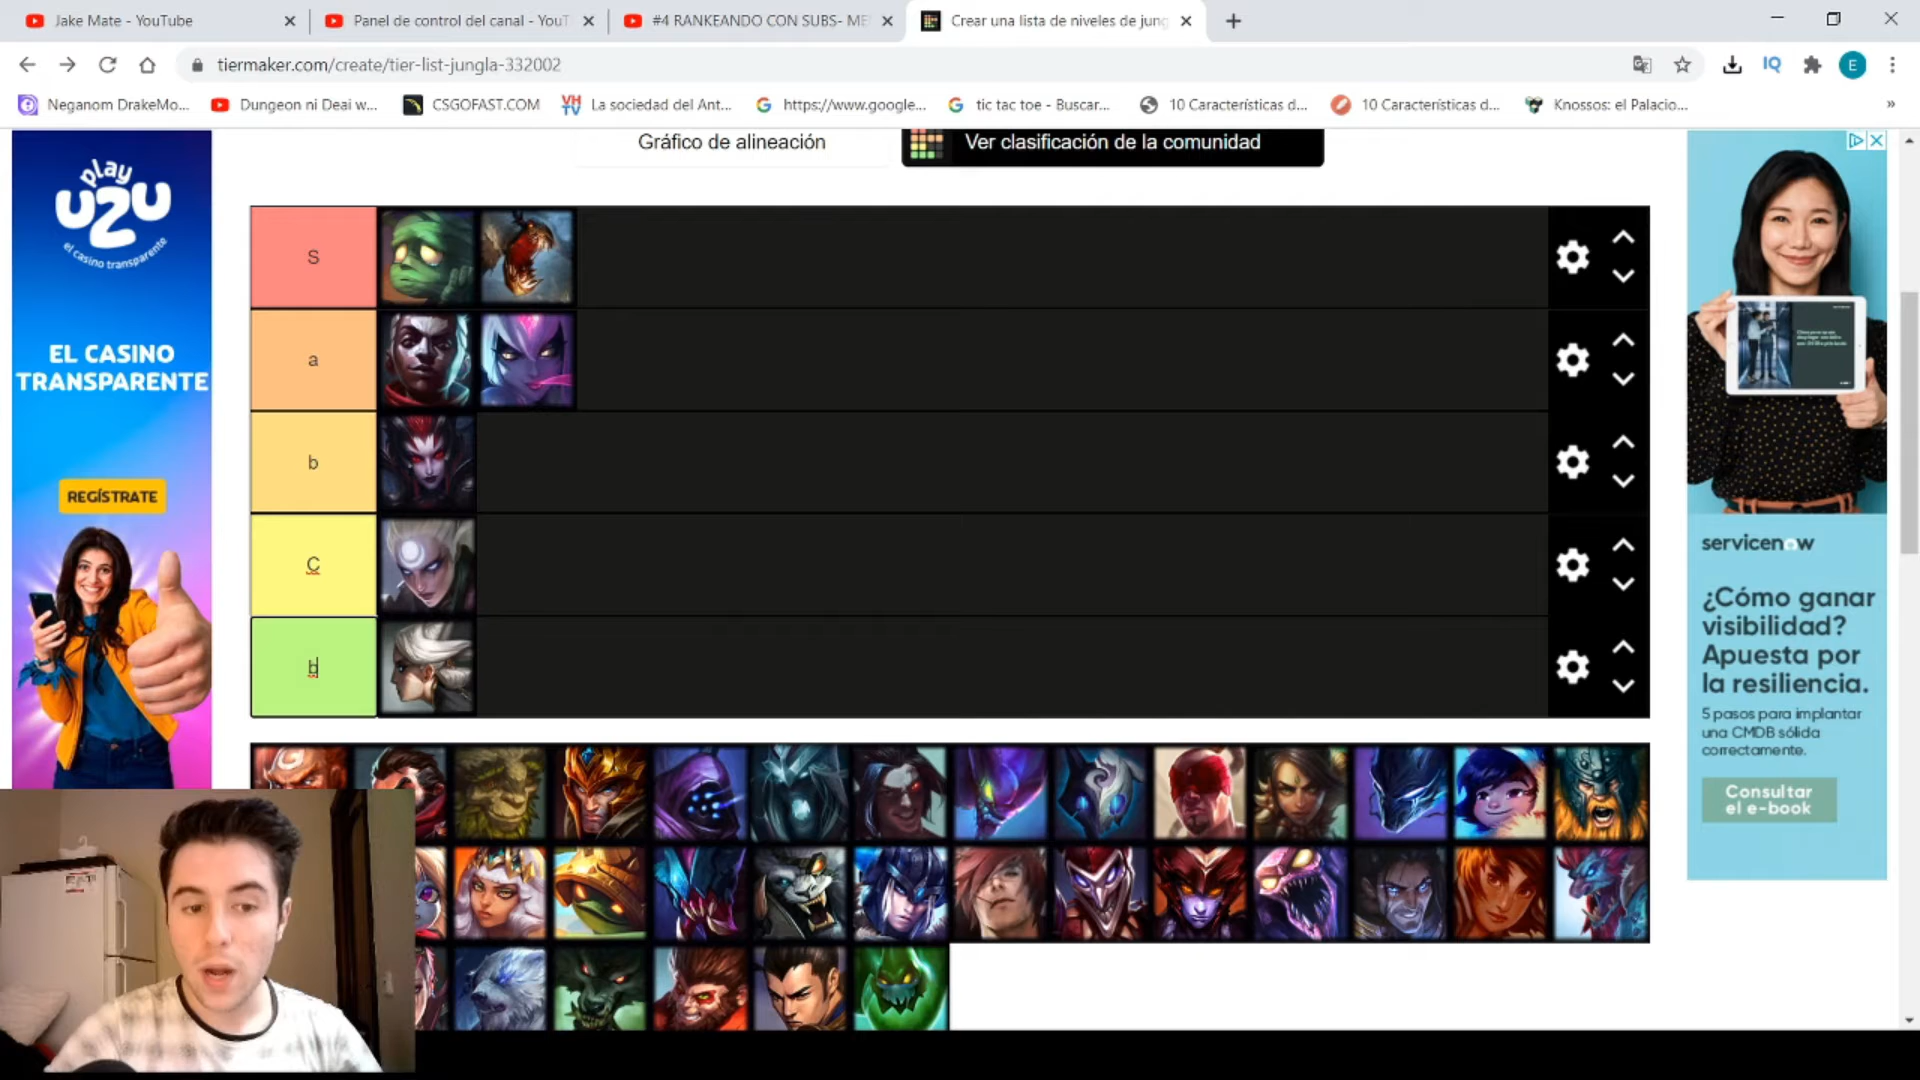 Jake Mate - YouTube
Panel de control del canal - YouT
#4 RANKEANDO CON SUBS- ME
Crear una lista de niveles de jung
tiermaker.com/create/tier-list-jungla-332002
IQ
E
Neganom DrakeMo...
Dungeon ni Deai w...
CSGOFAST.COM
VH TV
La sociedad del Ant...
https://www.google...
tic tac toe - Buscar...
10 Características d...
10 Características d...
Knossos: el Palacio...
»
Gráfico de alineación
Ver clasificación de la comunidad
play
UZU
el casino transparente
EL CASINO
TRANSPARENTE
REGÍSTRATE
S
a
b
C
d
servicenow
¿Cómo ganar
visibilidad?
Apuesta por
la resiliencia.
5 pasos para implantar
una CMDB sólida
correctamente.
Consultar
el e-book